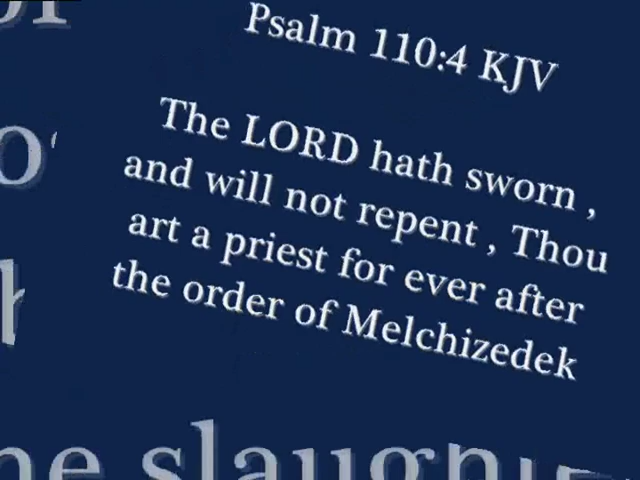 Psalm 110:4 KJV
The LORD hath sworn ,
and will not repent , Thou
art a priest for ever after
the order of Melchizedek